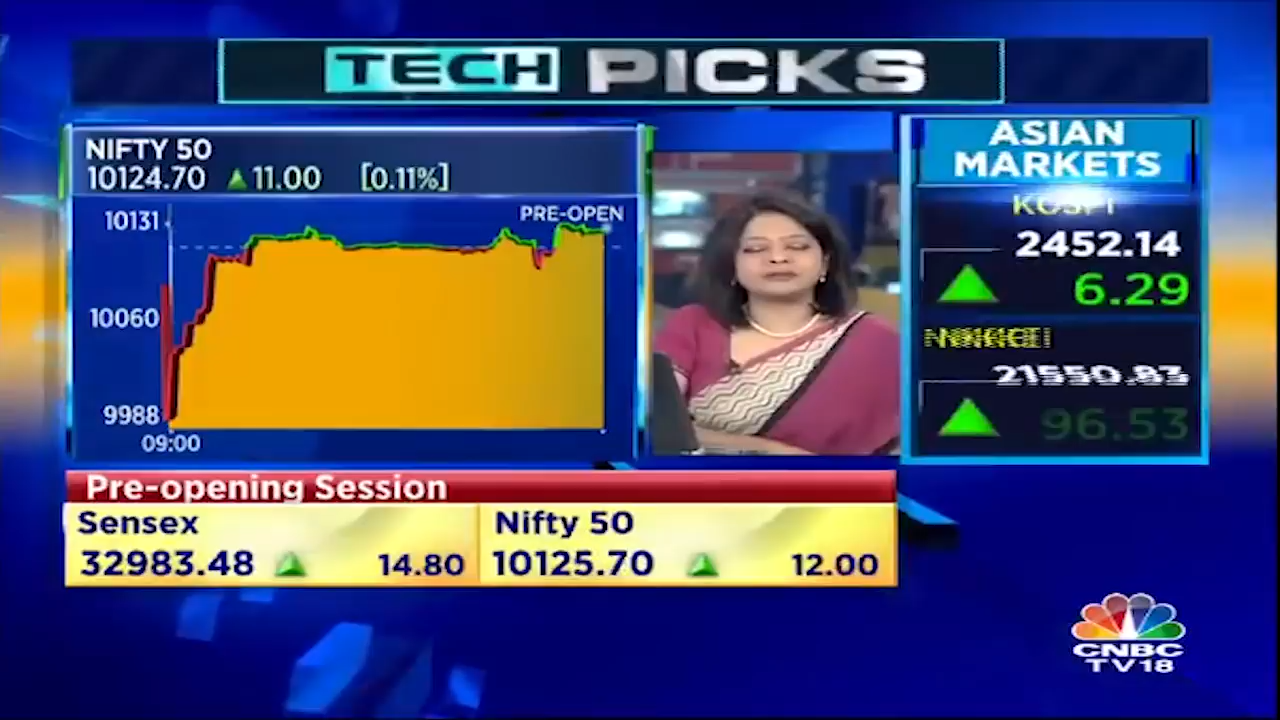 TECH PICKS
NIFTY 50
10124.70 ▲ 11.00 [0.11%]
10131
PRE-OPEN
10060
9988
09:00
ASIAN
MARKETS
KOSPI
2452.14
▲ 6.29
21550.83
▲ 96.53
Pre-opening Session
Sensex
32983.48 ▲ 14.80
Nifty 50
10125.70 ▲ 12.00
CNBC
TV18